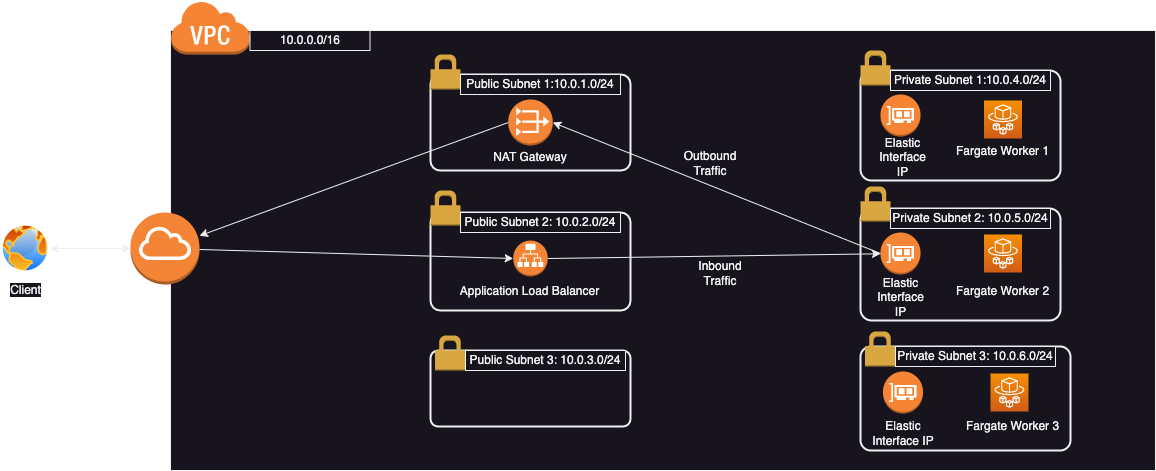 VPC
10.0.0.0/16
Public Subnet 1:10.0.1.0/24
NAT Gateway
Private Subnet 1:10.0.4.0/24
Elastic
Interface
IP
Fargate Worker 1
Outbound
Traffic
Public Subnet 2: 10.0.2.0/24
Application Load Balancer
Inbound
Traffic
Private Subnet 2: 10.0.5.0/24
Elastic
Interface
IP
Fargate Worker 2
Client
Public Subnet 3: 10.0.3.0/24
Private Subnet 3: 10.0.6.0/24
Elastic
Interface IP
Fargate Worker 3